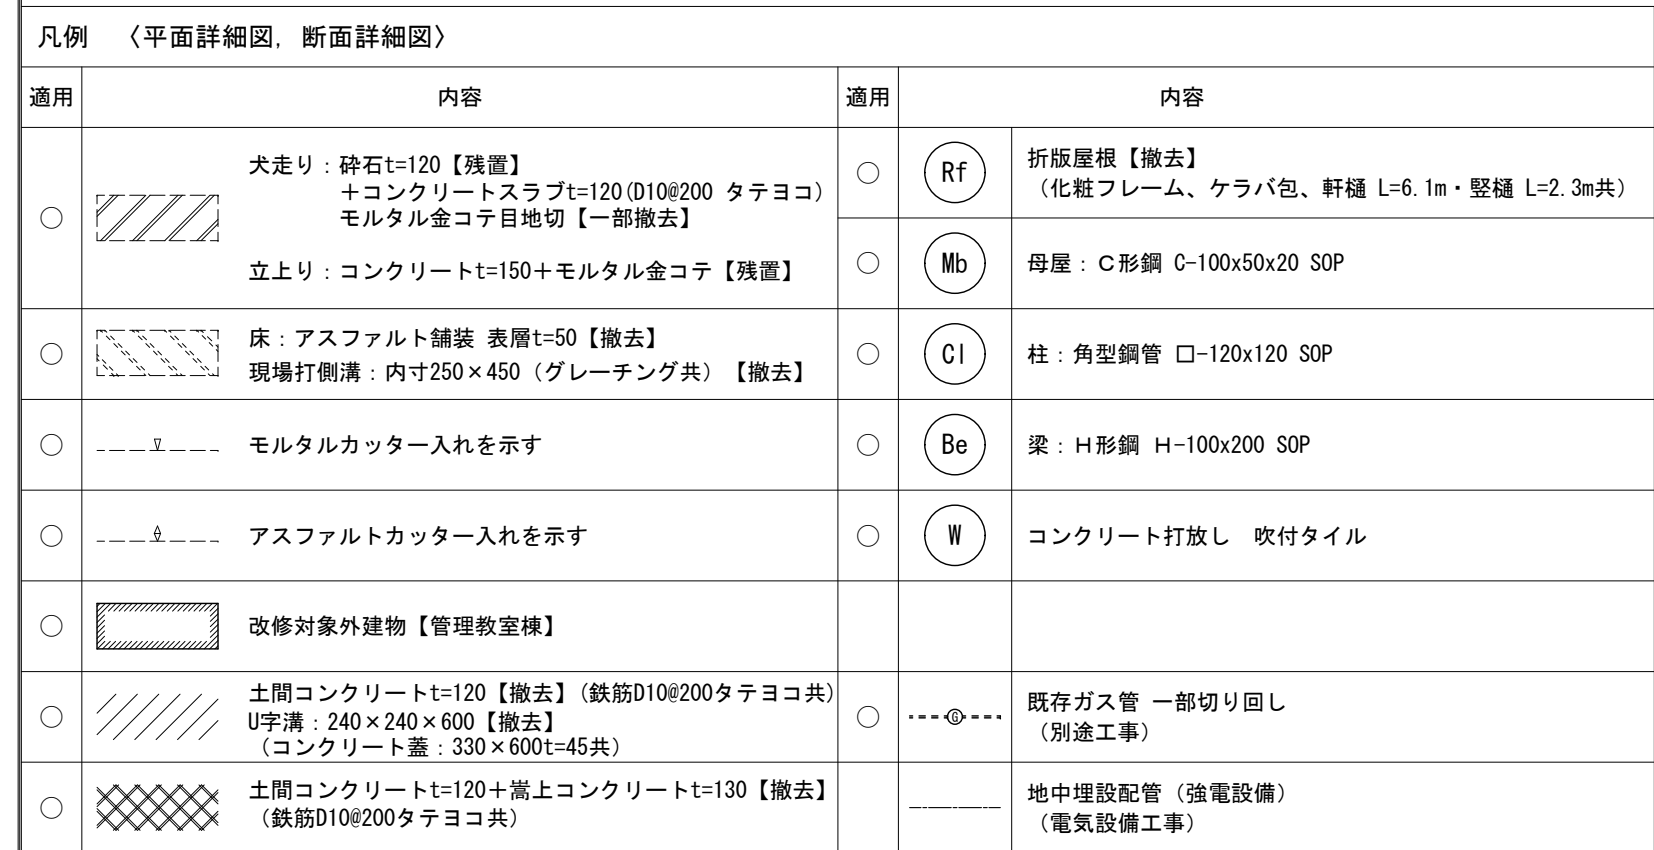 凡例 〈平面詳細図, 断面詳細図〉
適用 内容 適用 内容
○ 犬走り：砕石t=120【残置】
＋コンクリートスラブt=120(D10@200 タテヨコ)
モルタル金コテ目地切【一部撤去】
立上り：コンクリートt=150＋モルタル金コテ【残置】
○ Rf 折版屋根【撤去】
（化粧フレーム、ケラバ包、軒樋 L=6.1m・竪樋 L=2.3m共）
○ Mb 母屋：Ｃ形鋼 C-100x50x20 SOP
○ 床：アスファルト舗装 表層t=50【撤去】
現場打側溝：内寸250×450（グレーチング共）【撤去】
○ Cl 柱：角型鋼管 □-120x120 SOP
○ モルタルカッター入れを示す
○ Be 梁：Ｈ形鋼 Ｈ-100x200 SOP
○ アスファルトカッター入れを示す
○ W コンクリート打放し 吹付タイル
○ 改修対象外建物【管理教室棟】
○ 土間コンクリートt=120【撤去】(鉄筋D10@200タテヨコ共)
U字溝：240×240×600【撤去】
（コンクリート蓋：330×600t=45共）
○ G 既存ガス管 一部切り回し
（別途工事）
○ 土間コンクリートt=120＋嵩上コンクリートt=130【撤去】
（鉄筋D10@200タテヨコ共）
地中埋設配管（強電設備）
（電気設備工事）